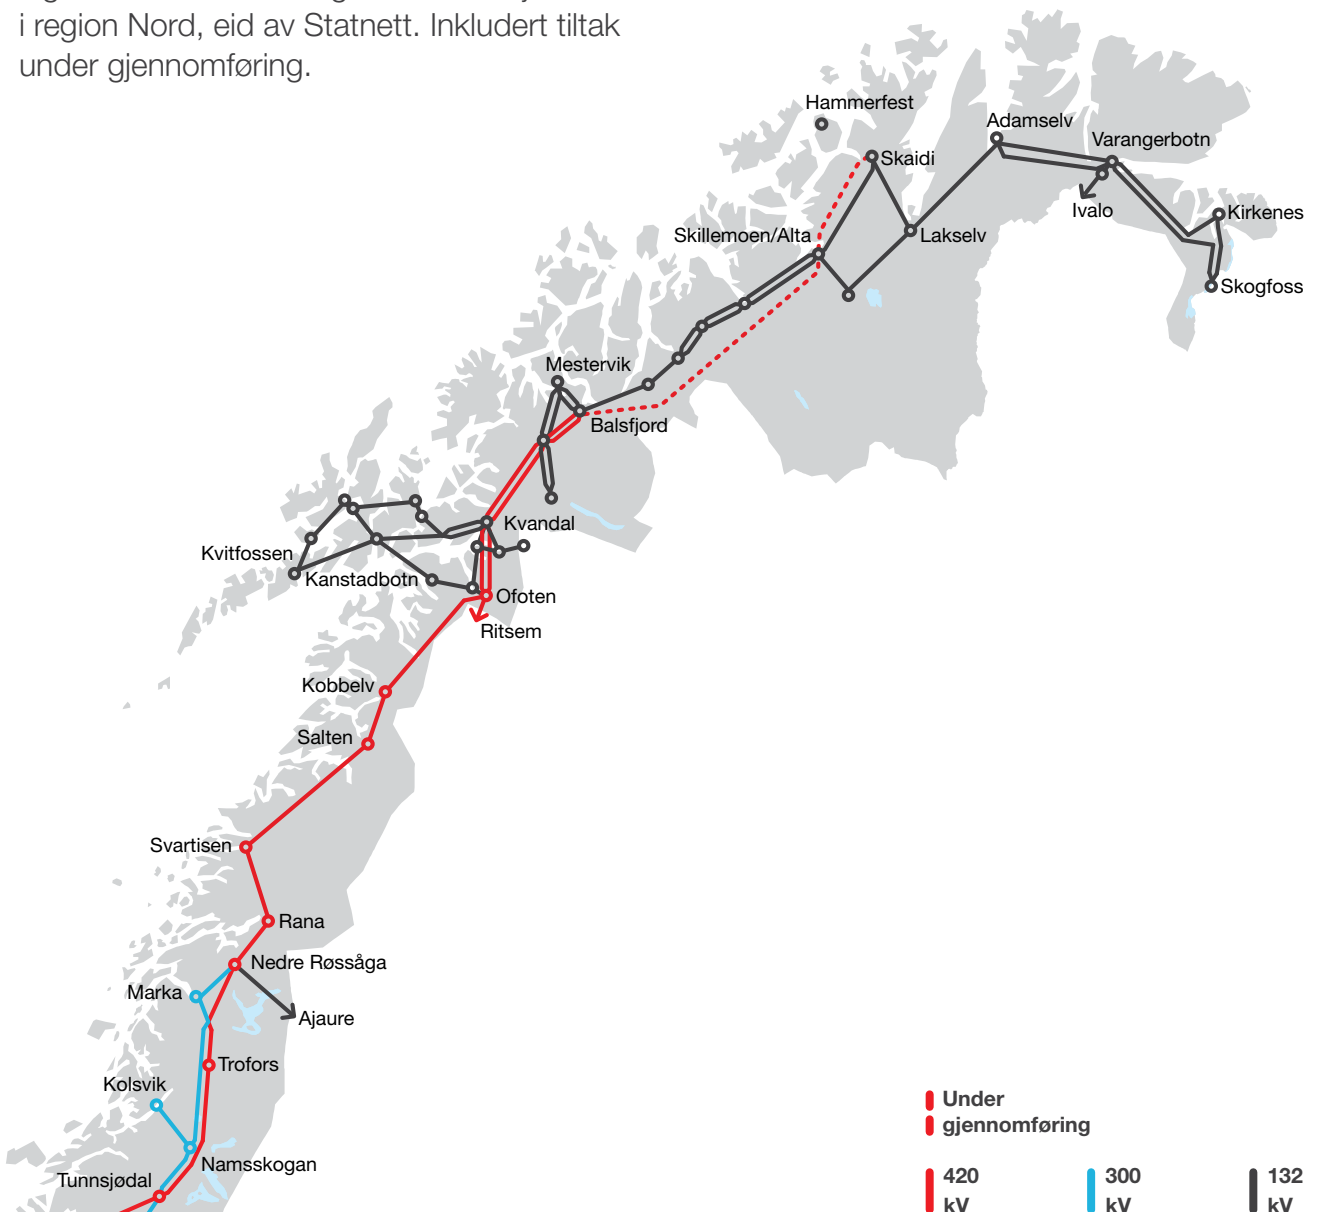 i region Nord, eid av Statnett. Inkludert tiltak
under gjennomføring.
Hammerfest
Adamselv
Varangerbotn
Skaidi
Ivalo
Kirkenes
Skillemoen/Alta
Lakselv
Skogfoss
Mestervik
Balsfjord
Kvandal
Kvitfossen
Kanstadbotn
Ofoten
Ritsem
Kobbelv
Salten
Svartisen
Rana
Nedre Røssåga
Marka
Ajaure
Trofors
Kolsvik
Namsskogan
Tunnsjødal
Under
gjennomføring
420
kV
300
kV
132
kV